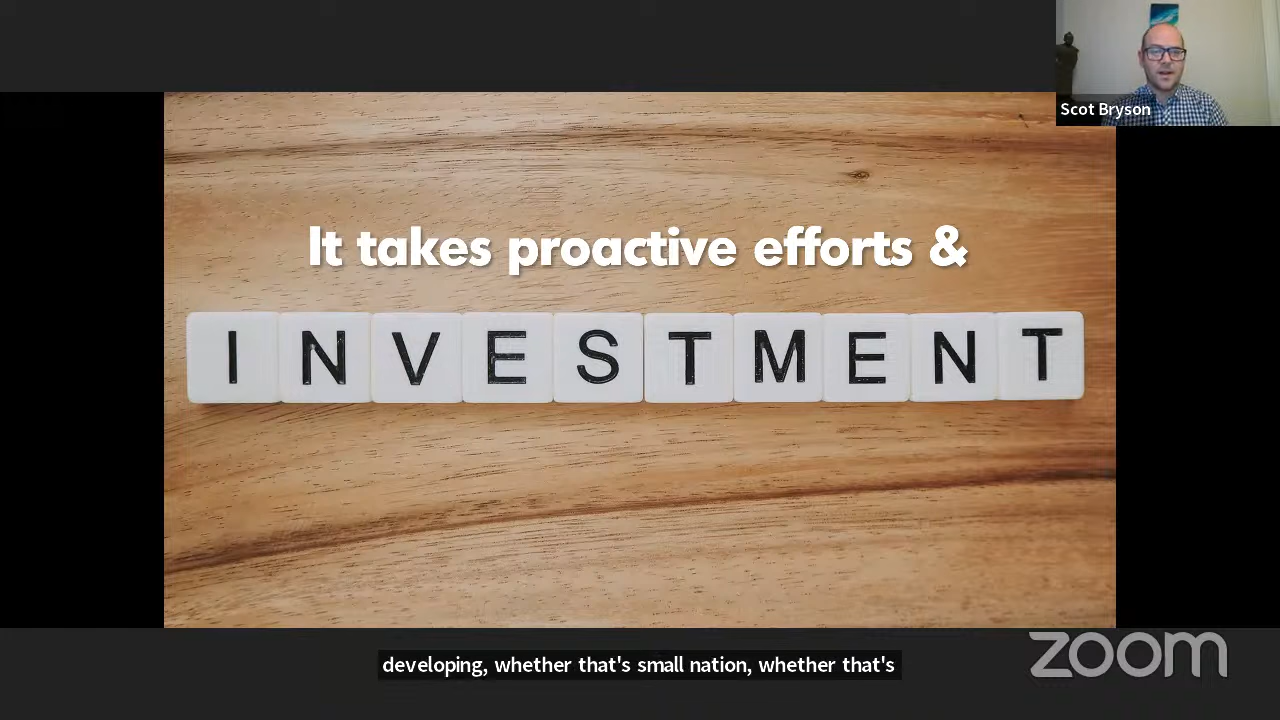 Scot Bryson
It takes proactive efforts &
INVESTMENT
developing, whether that's small nation, whether that's
zoom